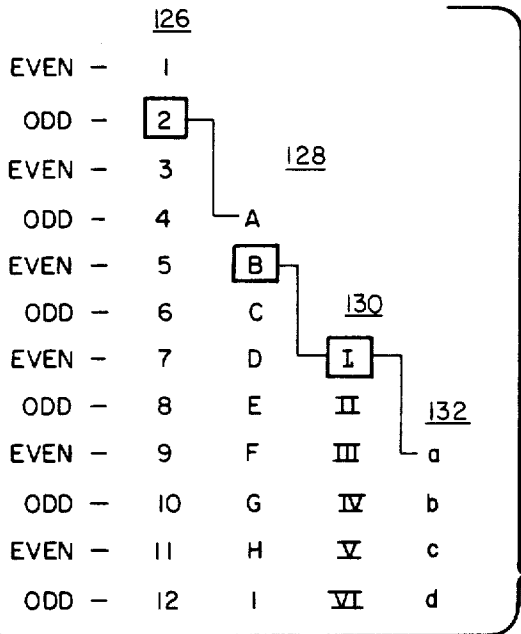 126
EVEN – 1
ODD – 2
128
EVEN – 3
ODD – 4 A
EVEN – 5 B
ODD – 6 C 130
EVEN – 7 D I
ODD – 8 E II 132
EVEN – 9 F III a
ODD – 10 G IV b
EVEN – 11 H V c
ODD – 12 I VI d